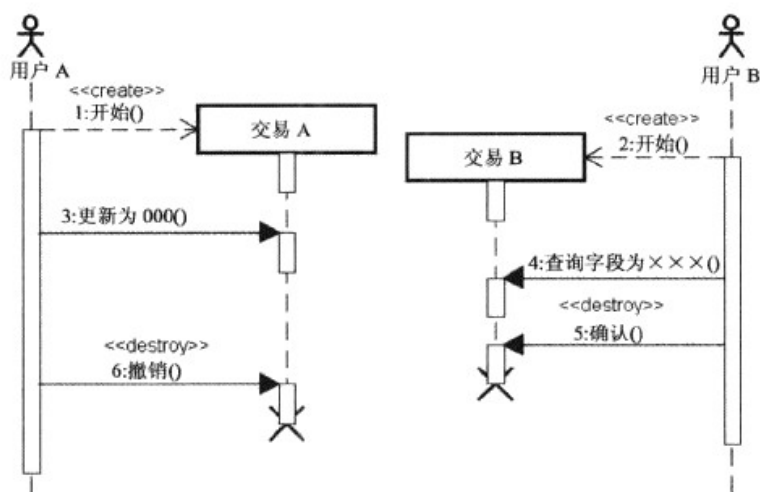 用户 A
用户 B
<<create>>
1:开始()
交易 A
<<create>>
2:开始()
交易 B
3:更新为 000()
4:查询字段为×××()
<<destroy>>
5:确认()
<<destroy>>
6:撤销()